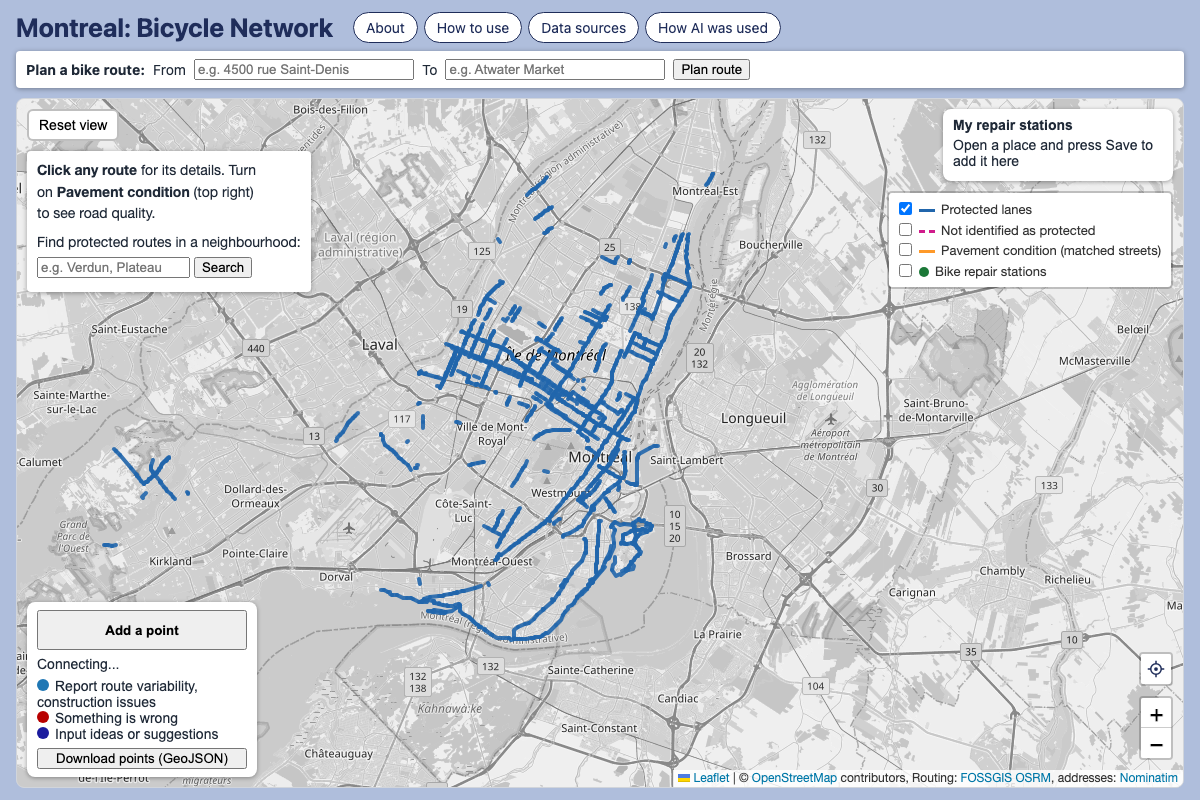 Montreal: Bicycle Network
About
How to use
Data sources
How AI was used
Plan a bike route: From e.g. 4500 rue Saint-Denis To e.g. Atwater Market Plan route
Reset view
Click any route for its details. Turn
on Pavement condition (top right)
to see road quality.
Find protected routes in a neighbourhood:
e.g. Verdun, Plateau Search
My repair stations
Open a place and press Save to
add it here
Protected lanes
Not identified as protected
Pavement condition (matched streets)
Bike repair stations
Bois-des-Filion
132
Montréal-Est
Laval (région
administrative)
125
25
Boucherville
19
138
Montérégie
Saint-Eustache
440
Laval
Île de Montréal
20
132
Belœil
McMasterville
Agglomération
de Longueuil
Sainte-Marthe-
sur-le-Lac
117
13
Ville de Mont-
Royal
Longueuil
Aéroport
métropolitain
de Montréal
Saint-Bruno-
de-Montarville
-Calumet
Montréal
Saint-Lambert
30
133
Dollard-des-
Ormeaux
Côte-Saint-
Luc
Westmount
10
15
20
Grand
Parc de
l'Ouest
Kirkland
Pointe-Claire
Dorval
Montréal-Ouest
Brossard
Chambly
Richelieu
Carignan
La Prairie
35
10
132
132
138
Sainte-Catherine
Kahnawà:ke
Candiac
104
Saint-Constant
Châteauguay
Add a point
Connecting...
Report route variability,
construction issues
Something is wrong
Input ideas or suggestions
Download points (GeoJSON)
+
−
Leaflet | © OpenStreetMap contributors, Routing: FOSSGIS OSRM, addresses: Nominatim